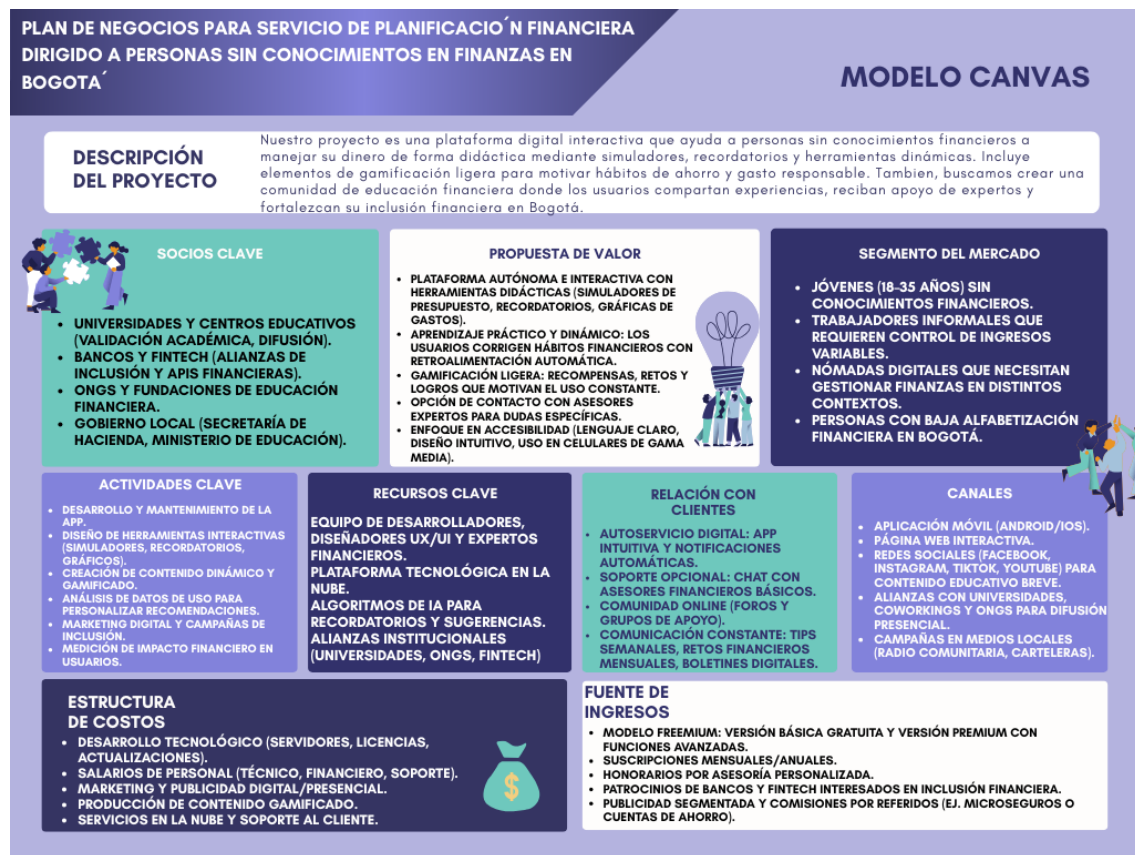 PLAN DE NEGOCIOS PARA SERVICIO DE PLANIFICACIO´N FINANCIERA
DIRIGIDO A PERSONAS SIN CONOCIMIENTOS EN FINANZAS EN
BOGOTA´
MODELO CANVAS
DESCRIPCIÓN
DEL PROYECTO
Nuestro proyecto es una plataforma digital interactiva que ayuda a personas sin conocimientos financieros a
manejar su dinero de forma didáctica mediante simuladores, recordatorios y herramientas dinámicas. Incluye
elementos de gamificación ligera para motivar hábitos de ahorro y gasto responsable. Tambien, buscamos crear una
comunidad de educación financiera donde los usuarios compartan experiencias, reciban apoyo de expertos y
fortalezcan su inclusión financiera en Bogotá.
SOCIOS CLAVE
• UNIVERSIDADES Y CENTROS EDUCATIVOS
(VALIDACIÓN ACADÉMICA, DIFUSIÓN).
• BANCOS Y FINTECH (ALIANZAS DE
INCLUSIÓN Y APIS FINANCIERAS).
• ONGS Y FUNDACIONES DE EDUCACIÓN
FINANCIERA.
• GOBIERNO LOCAL (SECRETARÍA DE
HACIENDA, MINISTERIO DE EDUCACIÓN).
PROPUESTA DE VALOR
• PLATAFORMA AUTÓNOMA E INTERACTIVA CON
HERRAMIENTAS DIDÁCTICAS (SIMULADORES DE
PRESUPUESTO, RECORDATORIOS, GRÁFICAS DE
GASTOS).
• APRENDIZAJE PRÁCTICO Y DINÁMICO: LOS
USUARIOS CORRIGEN HÁBITOS FINANCIEROS CON
RETROALIMENTACIÓN AUTOMÁTICA.
• GAMIFICACIÓN LIGERA: RECOMPENSAS, RETOS Y
LOGROS QUE MOTIVAN EL USO CONSTANTE.
• OPCIÓN DE CONTACTO CON ASESORES
EXPERTOS PARA DUDAS ESPECÍFICAS.
• ENFOQUE EN ACCESIBILIDAD (LENGUAJE CLARO,
DISEÑO INTUITIVO, USO EN CELULARES DE GAMA
MEDIA).
SEGMENTO DEL MERCADO
• JÓVENES (18–35 AÑOS) SIN
CONOCIMIENTOS FINANCIEROS.
• TRABAJADORES INFORMALES QUE
REQUIEREN CONTROL DE INGRESOS
VARIABLES.
• NÓMADAS DIGITALES QUE NECESITAN
GESTIONAR FINANZAS EN DISTINTOS
CONTEXTOS.
• PERSONAS CON BAJA ALFABETIZACIÓN
FINANCIERA EN BOGOTÁ.
ACTIVIDADES CLAVE
• DESARROLLO Y MANTENIMIENTO DE LA
APP.
• DISEÑO DE HERRAMIENTAS INTERACTIVAS
(SIMULADORES, RECORDATORIOS,
GRÁFICOS).
• CREACIÓN DE CONTENIDO DINÁMICO Y
GAMIFICADO.
• ANÁLISIS DE DATOS DE USO PARA
PERSONALIZAR RECOMENDACIONES.
• MARKETING DIGITAL Y CAMPAÑAS DE
INCLUSIÓN.
• MEDICIÓN DE IMPACTO FINANCIERO EN
USUARIOS.
RECURSOS CLAVE
EQUIPO DE DESARROLLADORES,
DISEÑADORES UX/UI Y EXPERTOS
FINANCIEROS.
PLATAFORMA TECNOLÓGICA EN LA
NUBE.
ALGORITMOS DE IA PARA
RECORDATORIOS Y SUGERENCIAS.
ALIANZAS INSTITUCIONALES
(UNIVERSIDADES, ONGS, FINTECH)
RELACIÓN CON
CLIENTES
• AUTOSERVICIO DIGITAL: APP
INTUITIVA Y NOTIFICACIONES
AUTOMÁTICAS.
• SOPORTE OPCIONAL: CHAT CON
ASESORES FINANCIEROS BÁSICOS.
• COMUNIDAD ONLINE (FOROS Y
GRUPOS DE APOYO).
• COMUNICACIÓN CONSTANTE: TIPS
SEMANALES, RETOS FINANCIEROS
MENSUALES, BOLETINES DIGITALES.
CANALES
• APLICACIÓN MÓVIL (ANDROID/IOS).
• PÁGINA WEB INTERACTIVA.
• REDES SOCIALES (FACEBOOK,
INSTAGRAM, TIKTOK, YOUTUBE) PARA
CONTENIDO EDUCATIVO BREVE.
• ALIANZAS CON UNIVERSIDADES,
COWORKINGS Y ONGS PARA DIFUSIÓN
PRESENCIAL.
• CAMPAÑAS EN MEDIOS LOCALES
(RADIO COMUNITARIA, CARTELERAS).
ESTRUCTURA
DE COSTOS
• DESARROLLO TECNOLÓGICO (SERVIDORES, LICENCIAS,
ACTUALIZACIONES).
• SALARIOS DE PERSONAL (TÉCNICO, FINANCIERO, SOPORTE).
• MARKETING Y PUBLICIDAD DIGITAL/PRESENCIAL.
• PRODUCCIÓN DE CONTENIDO GAMIFICADO.
• SERVICIOS EN LA NUBE Y SOPORTE AL CLIENTE.
$
FUENTE DE
INGRESOS
• MODELO FREEMIUM: VERSIÓN BÁSICA GRATUITA Y VERSIÓN PREMIUM CON
FUNCIONES AVANZADAS.
• SUSCRIPCIONES MENSUALES/ANUALES.
• HONORARIOS POR ASESORÍA PERSONALIZADA.
• PATROCINIOS DE BANCOS Y FINTECH INTERESADOS EN INCLUSIÓN FINANCIERA.
• PUBLICIDAD SEGMENTADA Y COMISIONES POR REFERIDOS (EJ. MICROSEGUROS O
CUENTAS DE AHORRO).